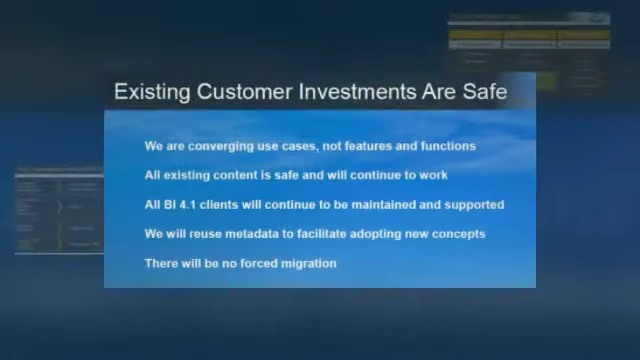 Existing Customer Investments Are Safe
We are converging use cases, not features and functions
All existing content is safe and will continue to work
All BI 4.1 clients will continue to be maintained and supported
We will reuse metadata to facilitate adopting new concepts
There will be no forced migration